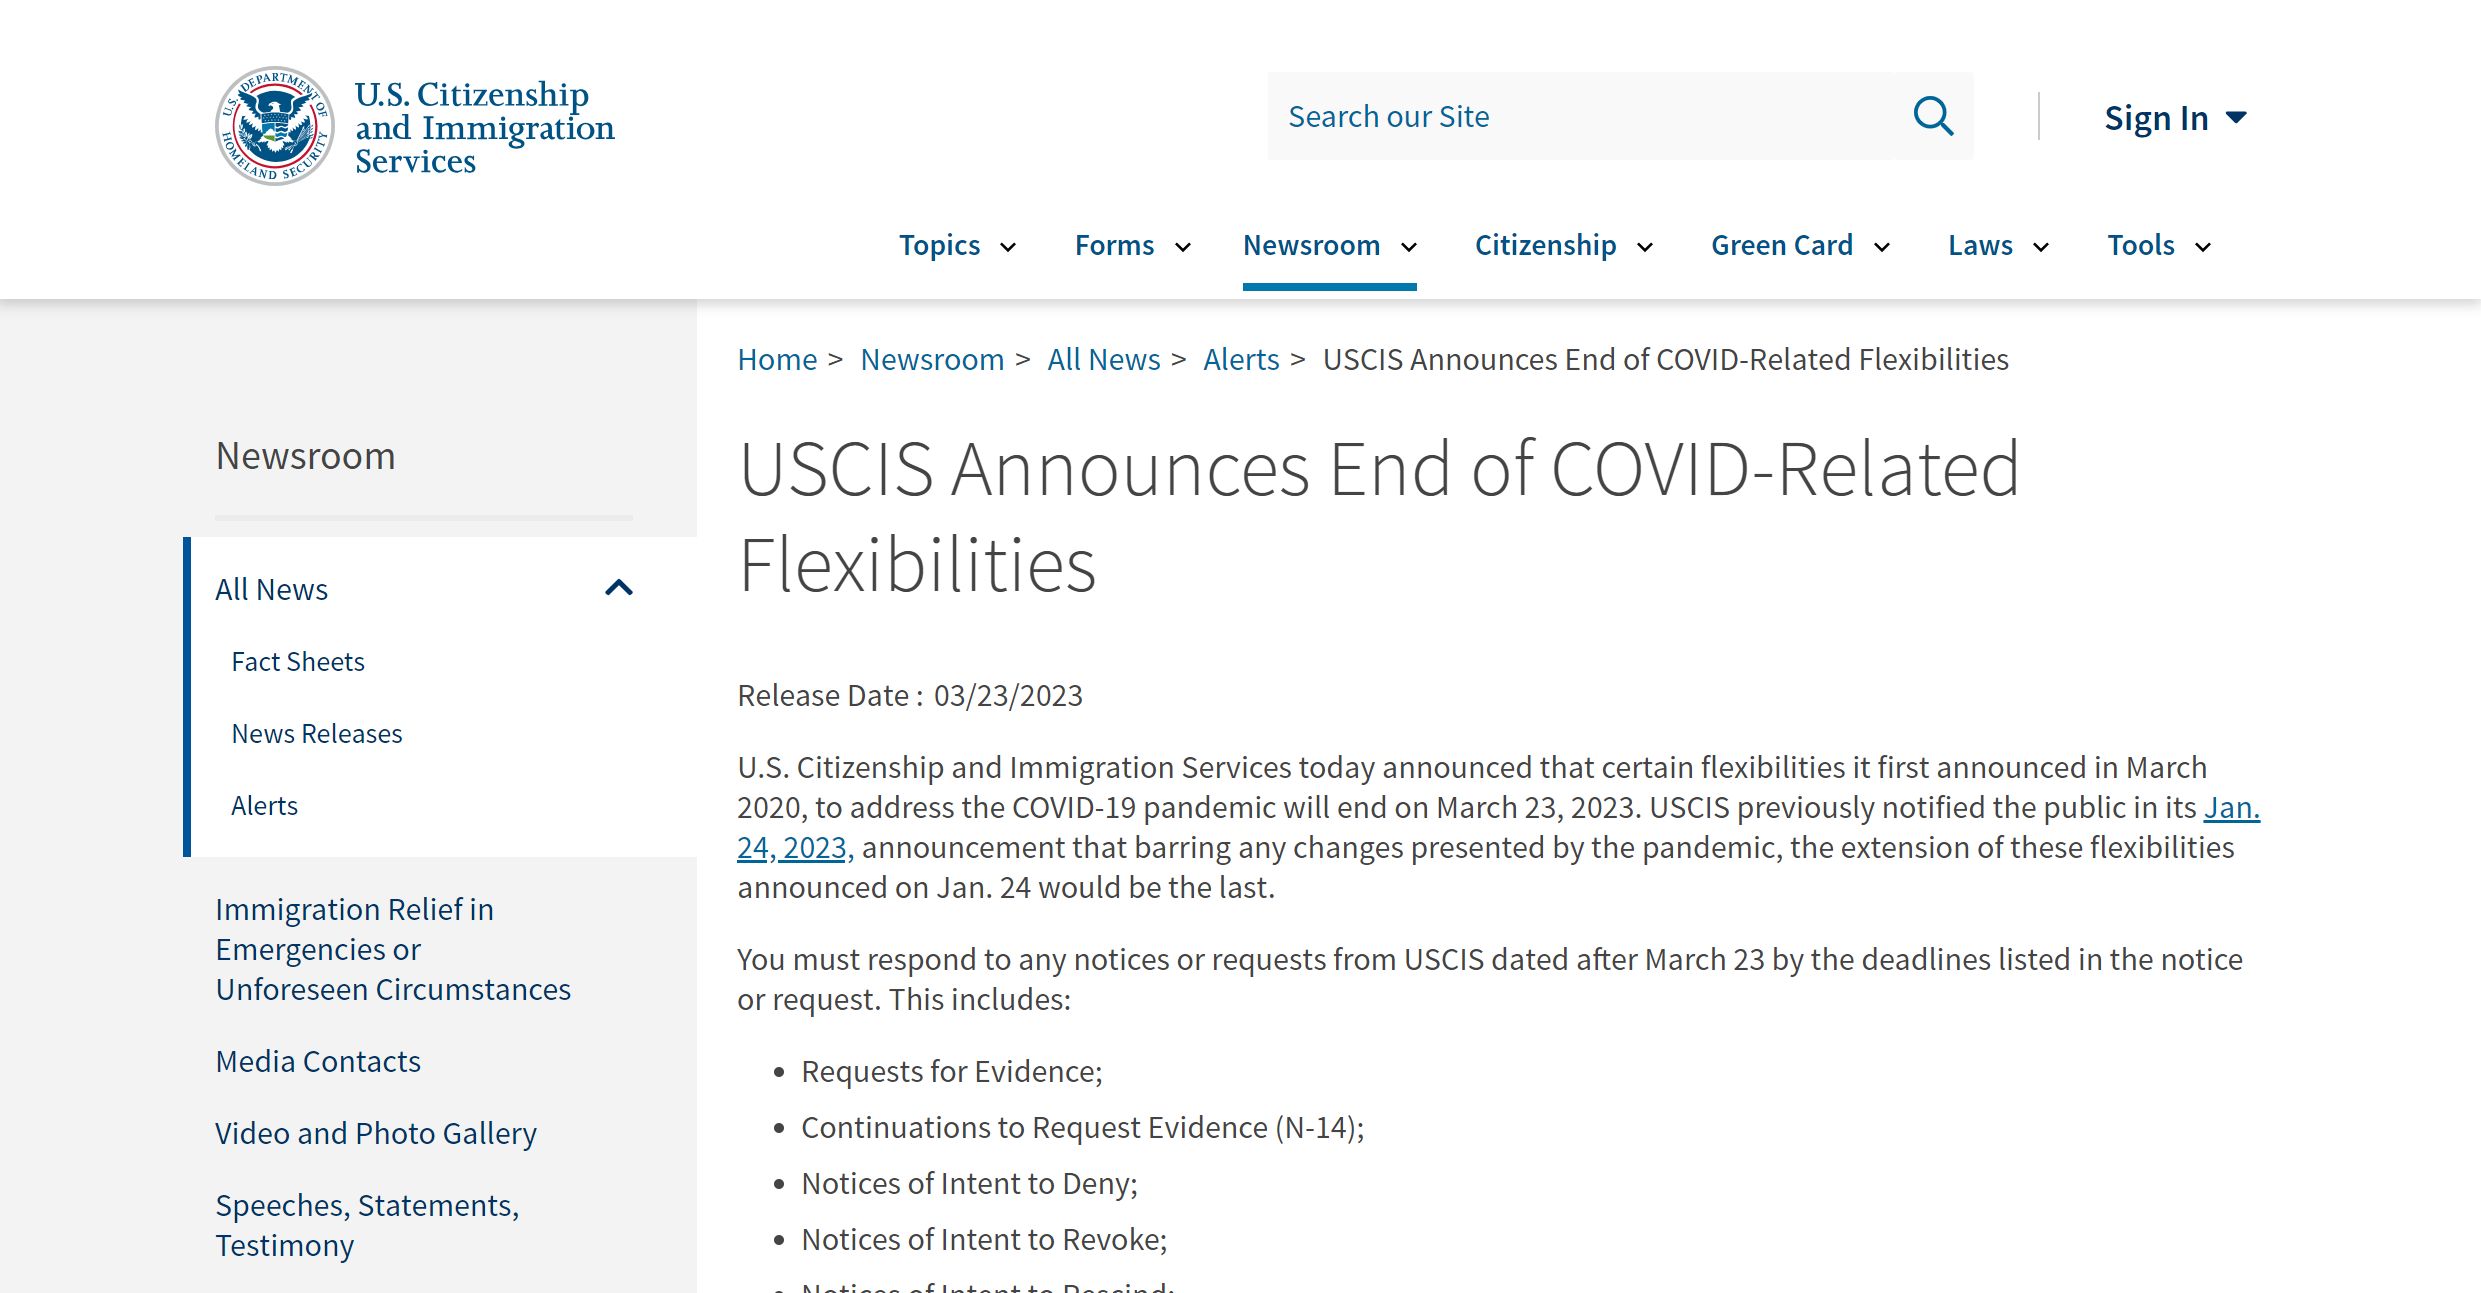 U.S. DEPARTMENT OF
HOMELAND SECURITY
U.S. Citizenship
and Immigration
Services
Search our Site
Sign In
Topics
Forms
Newsroom
Citizenship
Green Card
Laws
Tools
Home > Newsroom > All News > Alerts > USCIS Announces End of COVID-Related Flexibilities
Newsroom
All News
Fact Sheets
News Releases
Alerts
Immigration Relief in
Emergencies or
Unforeseen Circumstances
Media Contacts
Video and Photo Gallery
Speeches, Statements,
Testimony
USCIS Announces End of COVID-Related
Flexibilities
Release Date : 03/23/2023
U.S. Citizenship and Immigration Services today announced that certain flexibilities it first announced in March
2020, to address the COVID-19 pandemic will end on March 23, 2023. USCIS previously notified the public in its Jan.
24, 2023, announcement that barring any changes presented by the pandemic, the extension of these flexibilities
announced on Jan. 24 would be the last.
You must respond to any notices or requests from USCIS dated after March 23 by the deadlines listed in the notice
or request. This includes:
• Requests for Evidence;
• Continuations to Request Evidence (N-14);
• Notices of Intent to Deny;
• Notices of Intent to Revoke;
• Notices of Intent to Rescind;